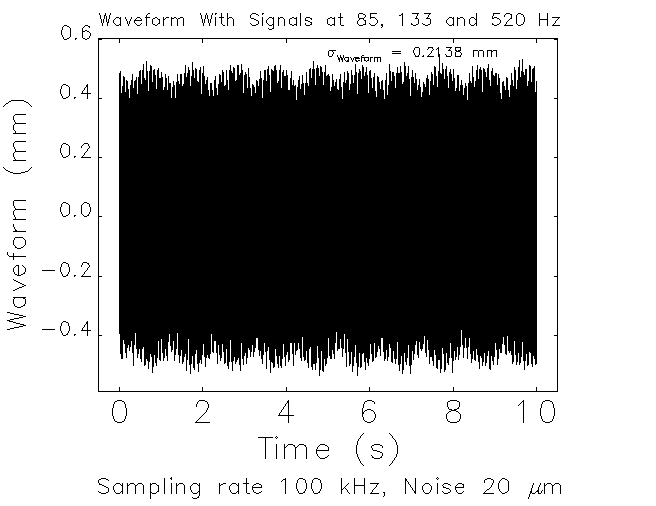 Waveform With Signals at 85, 133 and 520 Hz
σWaveform = 0.2138 mm
0.6
0.4
0.2
0.0
−0.2
−0.4
Waveform (mm)
0 2 4 6 8 10
Time (s)
Sampling rate 100 kHz, Noise 20 μm